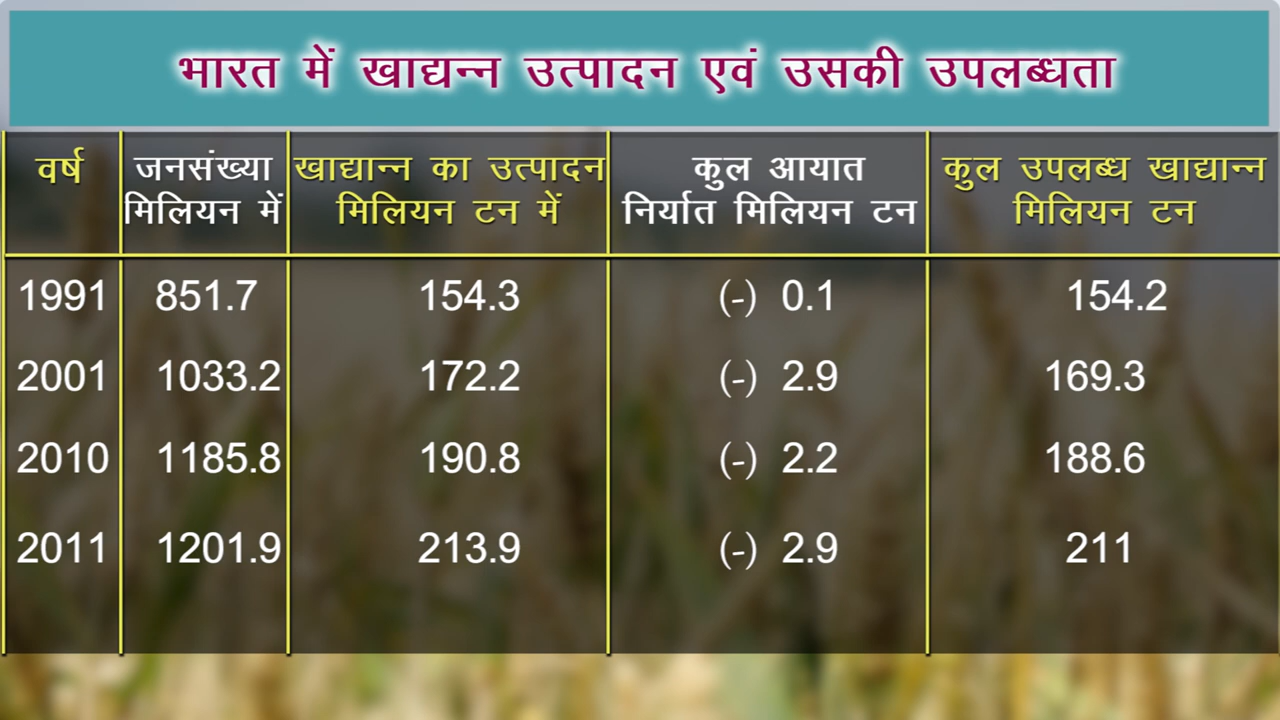 भारत में खाद्यन्न उत्पादन एवं उसकी उपलब्धता
वर्ष जनसंख्या मिलियन में खाद्यान्न का उत्पादन मिलियन टन में कुल आयात निर्यात मिलियन टन कुल उपलब्ध खाद्यान्न मिलियन टन
1991 851.7 154.3 (-) 0.1 154.2
2001 1033.2 172.2 (-) 2.9 169.3
2010 1185.8 190.8 (-) 2.2 188.6
2011 1201.9 213.9 (-) 2.9 211